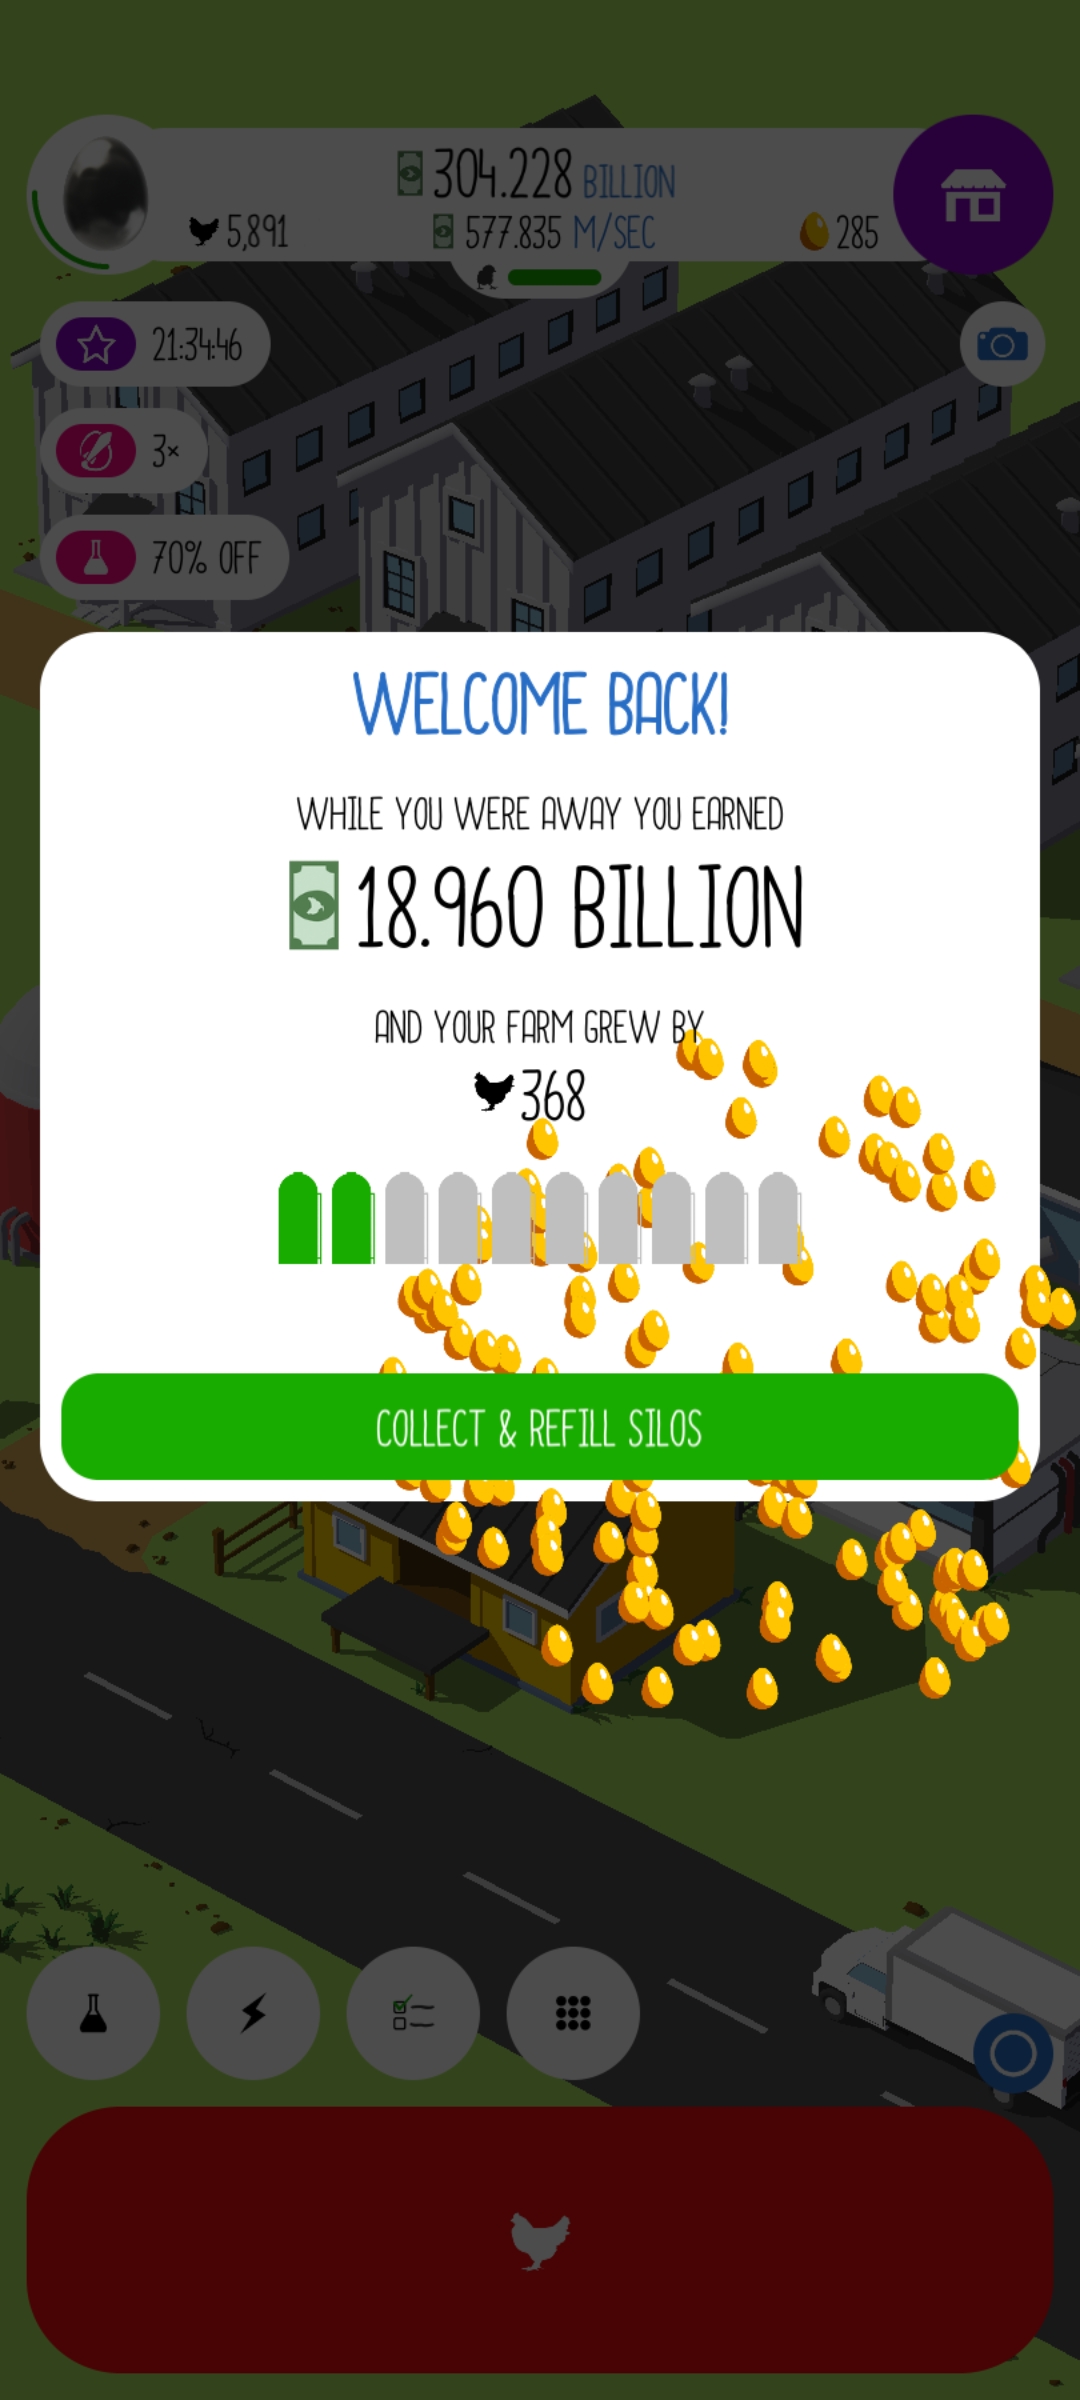 304.228 BILLION
5,891
577.835 M/SEC
285
21:34:46
3×
70% OFF
WELCOME BACK!
WHILE YOU WERE AWAY YOU EARNED
18.960 BILLION
AND YOUR FARM GREW BY
368
COLLECT & REFILL SILOS